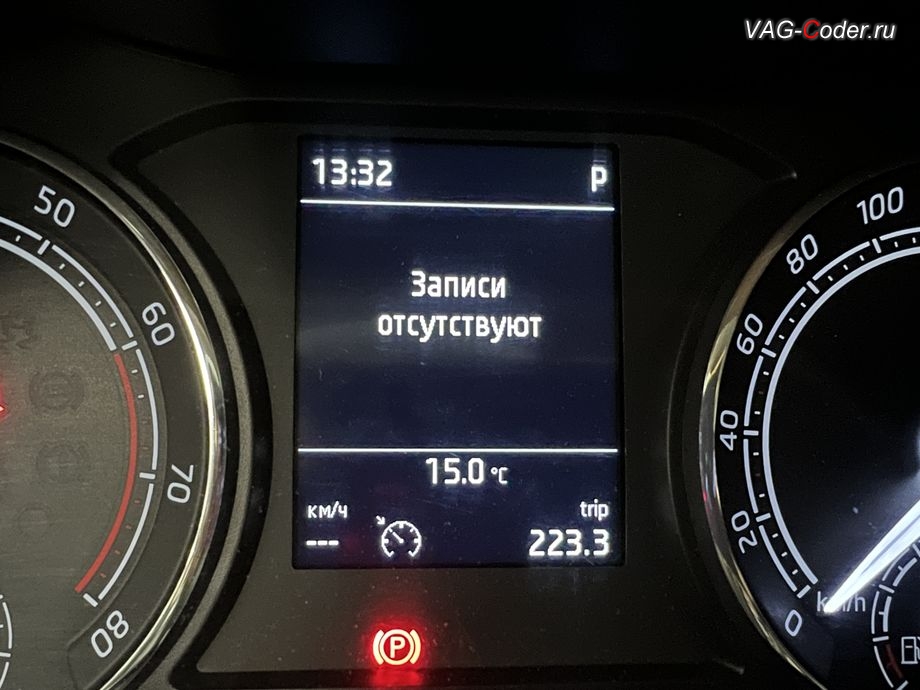 VAG-Coder.ru
13:32 P
Записи
отсутствуют
15.0 °C
км/ч trip
--- 223.3
P
50
60
70
80
100
80
60
40
20
0
km/h